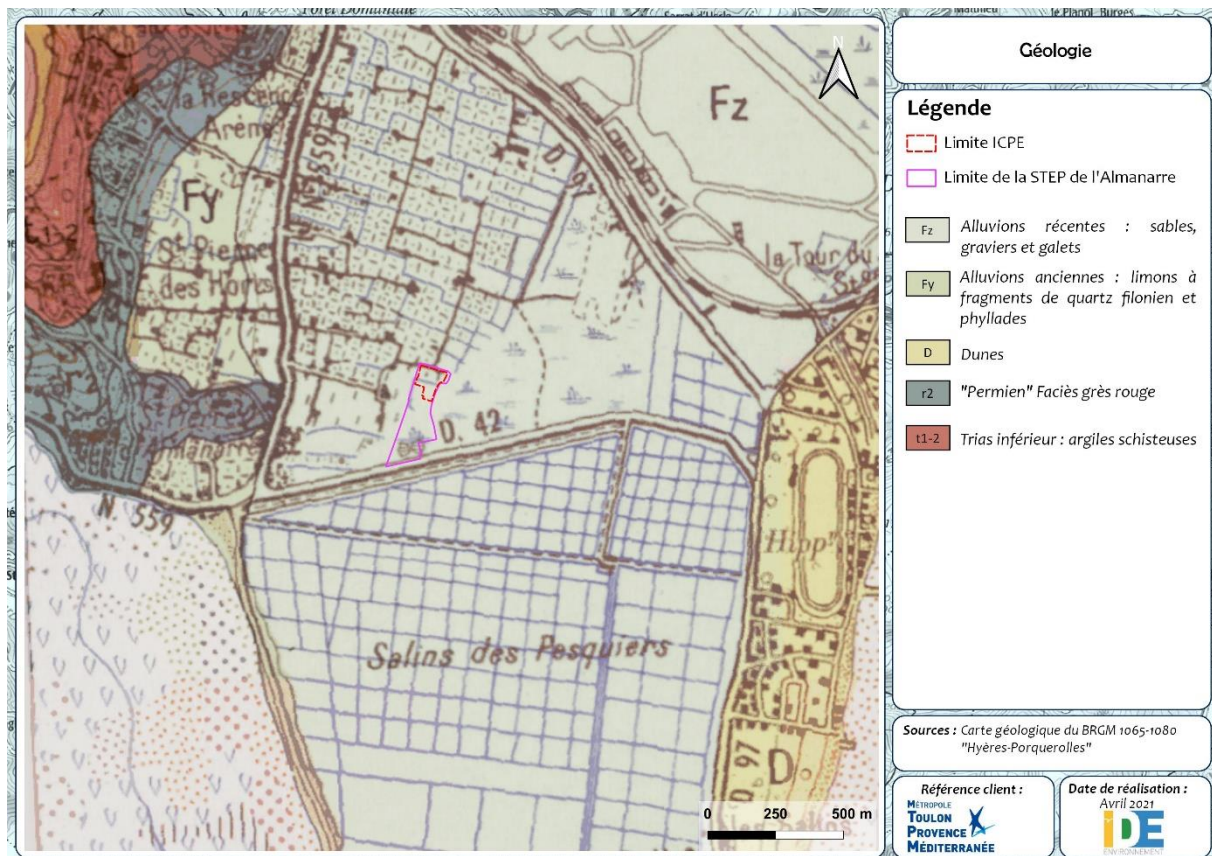 Géologie
N
Légende
Limite ICPE
Limite de la STEP de l'Almanarre
Fz
Alluvions récentes : sables,
graviers et galets
Fy
Alluvions anciennes : limons à
fragments de quartz filonien et
phyllades
D
Dunes
r2
"Permien" Faciès grès rouge
t1-2
Trias inférieur : argiles schisteuses
Sources : Carte géologique du BRGM 1065-1080
"Hyères-Porquerolles"
Référence client :
MÉTROPOLE
TOULON
PROVENCE
MÉDITERRANÉE
Date de réalisation :
Avril 2021
IDE
ENVIRONNEMENT
Fz
Arène
N 559
D. 97
Fy
St Pierre
des Horts
la Tour du
D. 42
N 559
Hipp^e
Salins des Pesquiers
D 97
D
0 250 500 m